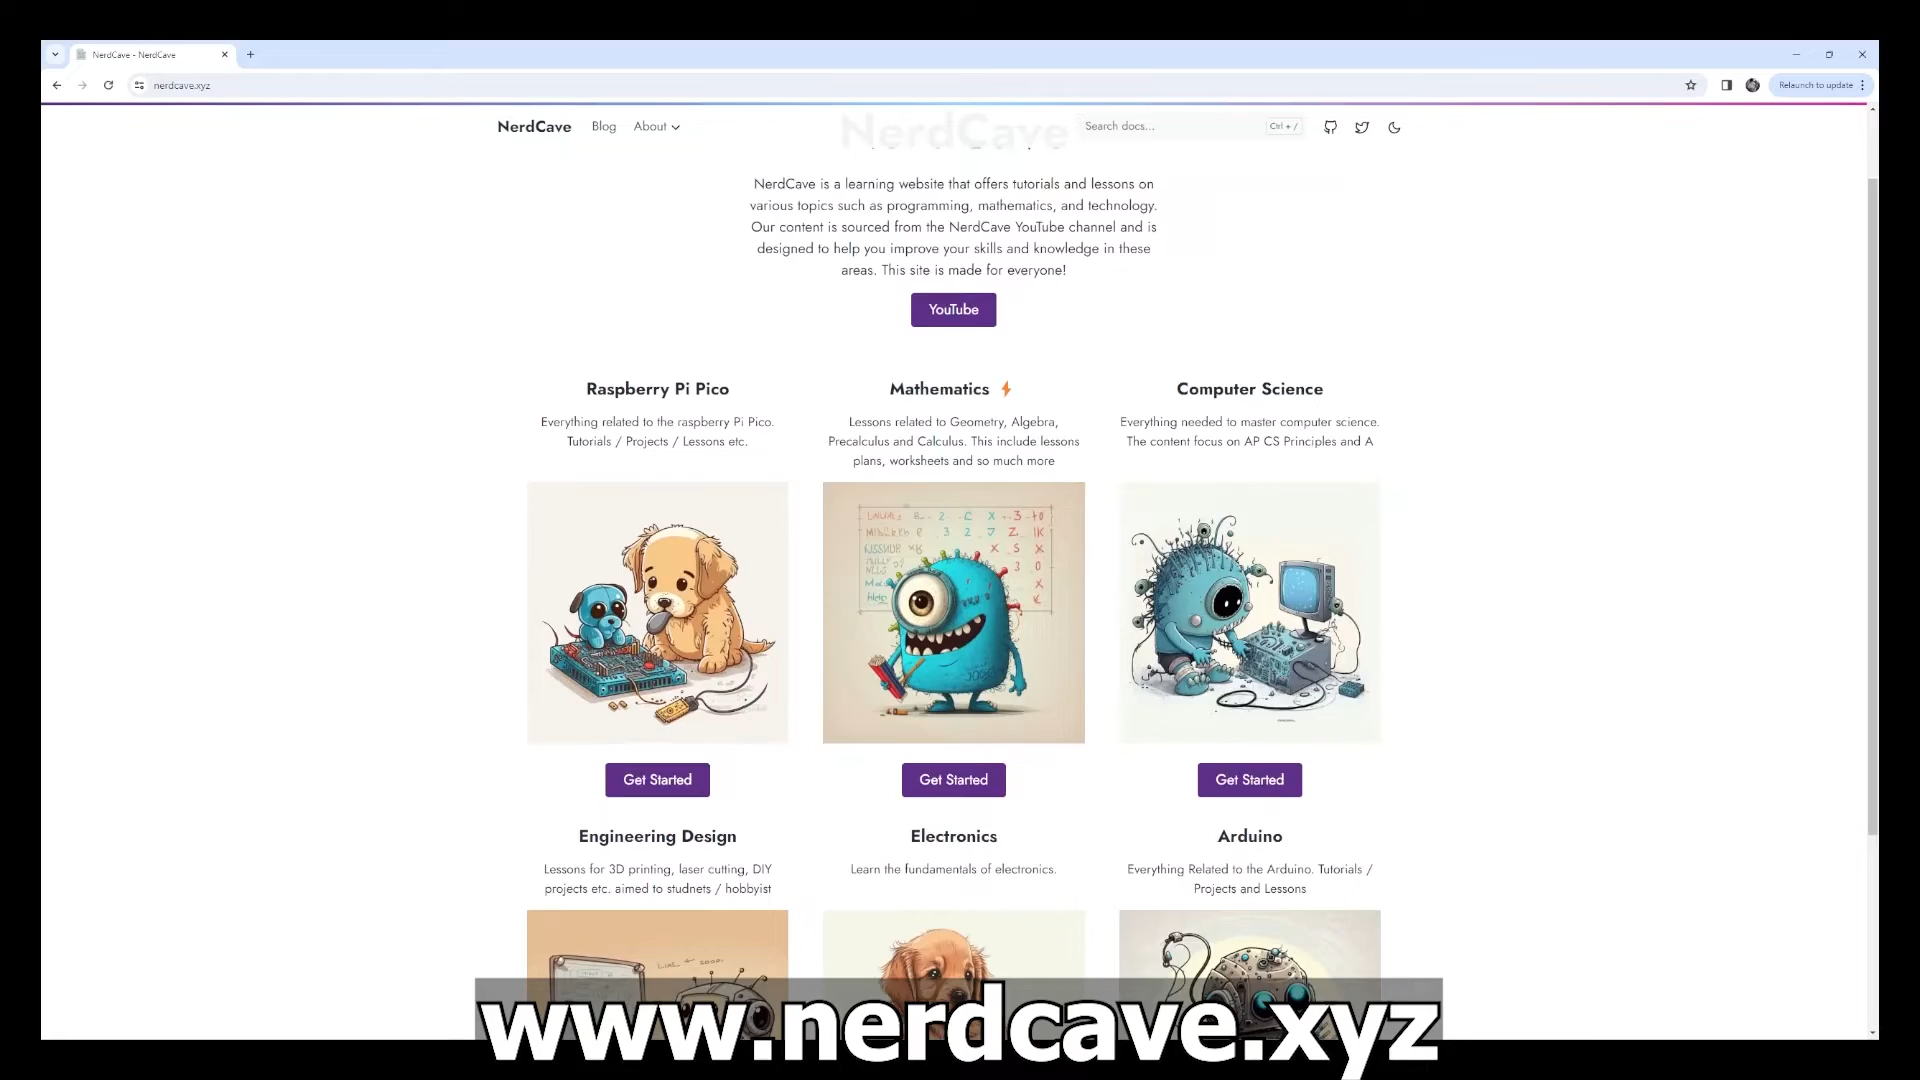 NerdCave - NerdCave
nerdcave.xyz
Relaunch to update
NerdCave
Blog
About
NerdCave
Search docs...
Ctrl + /
NerdCave is a learning website that offers tutorials and lessons on
various topics such as programming, mathematics, and technology.
Our content is sourced from the NerdCave YouTube channel and is
designed to help you improve your skills and knowledge in these
areas. This site is made for everyone!
YouTube
Raspberry Pi Pico
Everything related to the raspberry Pi Pico.
Tutorials / Projects / Lessons etc.
Mathematics
Lessons related to Geometry, Algebra,
Precalculus and Calculus. This include lessons
plans, worksheets and so much more
Computer Science
Everything needed to master computer science.
The content focus on AP CS Principles and A
Get Started
Get Started
Get Started
Engineering Design
Lessons for 3D printing, laser cutting, DIY
projects etc. aimed to studnets / hobbyist
Electronics
Learn the fundamentals of electronics.
Arduino
Everything Related to the Arduino. Tutorials /
Projects and Lessons
www.nerdcave.xyz